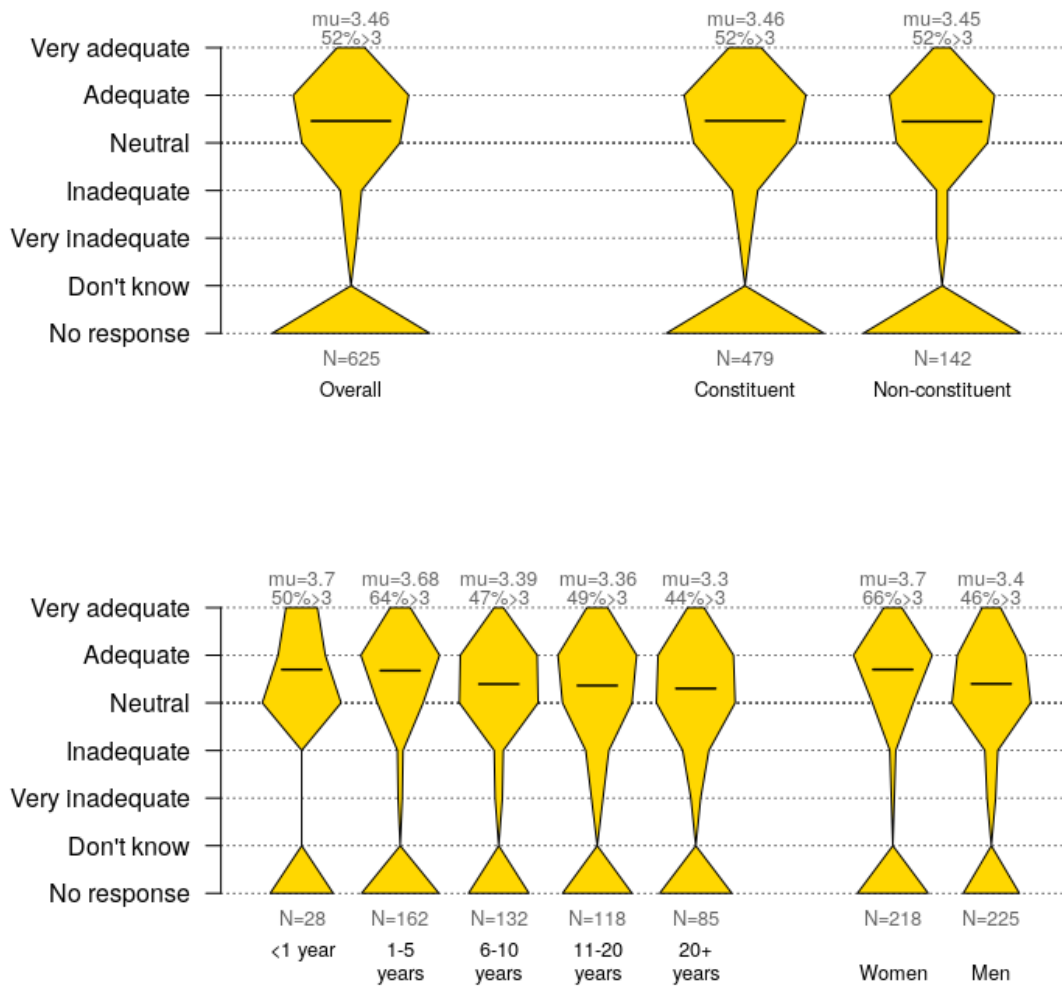 mu=3.46 mu=3.46 mu=3.45
52%>3 52%>3 52%>3
Very adequate
Adequate
Neutral
Inadequate
Very inadequate
Don't know
No response
N=625 N=479 N=142
Overall Constituent Non-constituent
mu=3.7 mu=3.68 mu=3.39 mu=3.36 mu=3.3 mu=3.7 mu=3.4
50%>3 64%>3 47%>3 49%>3 44%>3 66%>3 46%>3
Very adequate
Adequate
Neutral
Inadequate
Very inadequate
Don't know
No response
N=28 N=162 N=132 N=118 N=85 N=218 N=225
<1 year 1-5 6-10 11-20 20+
years years years years Women Men